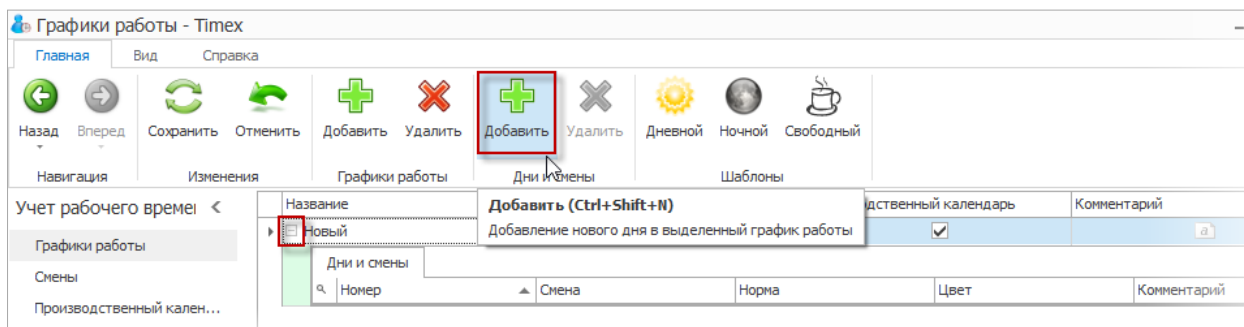 Графики работы - Timex
Главная Вид Справка
Назад Вперед Сохранить Отменить Добавить Удалить Добавить Удалить Дневной Ночной Свободный
Навигация Изменения Графики работы Дни и смены Шаблоны
Учет рабочего времеı <
Название дственный календарь Комментарий
Добавить (Ctrl+Shift+N)
Добавление нового дня в выделенный график работы
Новый
Графики работы
Дни и смены
Смены
Номер Смена Норма Цвет Комментарий
Производственный кален...